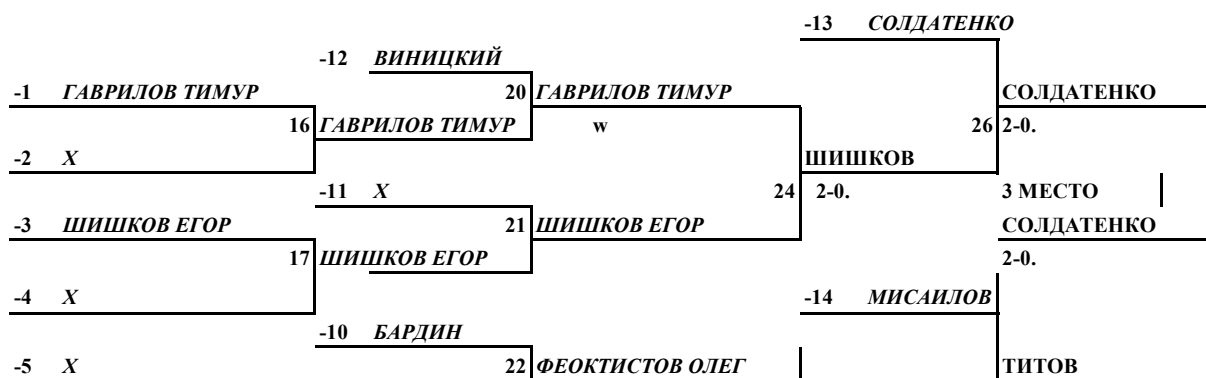 -13 СОЛДАТЕНКО
-12 ВИНИЦКИЙ
-1 ГАВРИЛОВ ТИМУР 20 ГАВРИЛОВ ТИМУР СОЛДАТЕНКО
16 ГАВРИЛОВ ТИМУР w 26 2-0.
-2 X ШИШКОВ
-11 X 24 2-0. 3 МЕСТО
-3 ШИШКОВ ЕГОР 21 ШИШКОВ ЕГОР СОЛДАТЕНКО
17 ШИШКОВ ЕГОР 2-0.
-4 X -14 МИСАИЛОВ
-10 БАРДИН
-5 X 22 ФЕОКТИСТОВ ОЛЕГ ТИТОВ